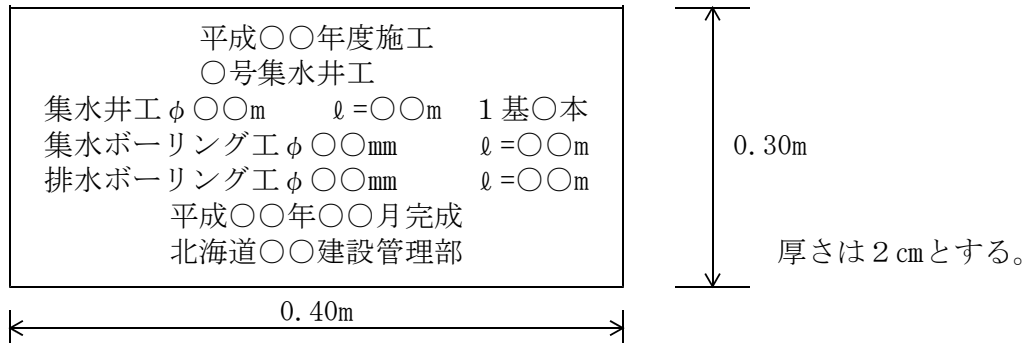 平成○○年度施工
○号集水井工
集水井工φ○○m　　ℓ=○○m　１基○本
集水ボーリング工φ○○㎜　　　ℓ=○○m
排水ボーリング工φ○○㎜　　　ℓ=○○m
平成○○年○○月完成
北海道○○建設管理部
0.30m
厚さは２㎝とする。
0.40m